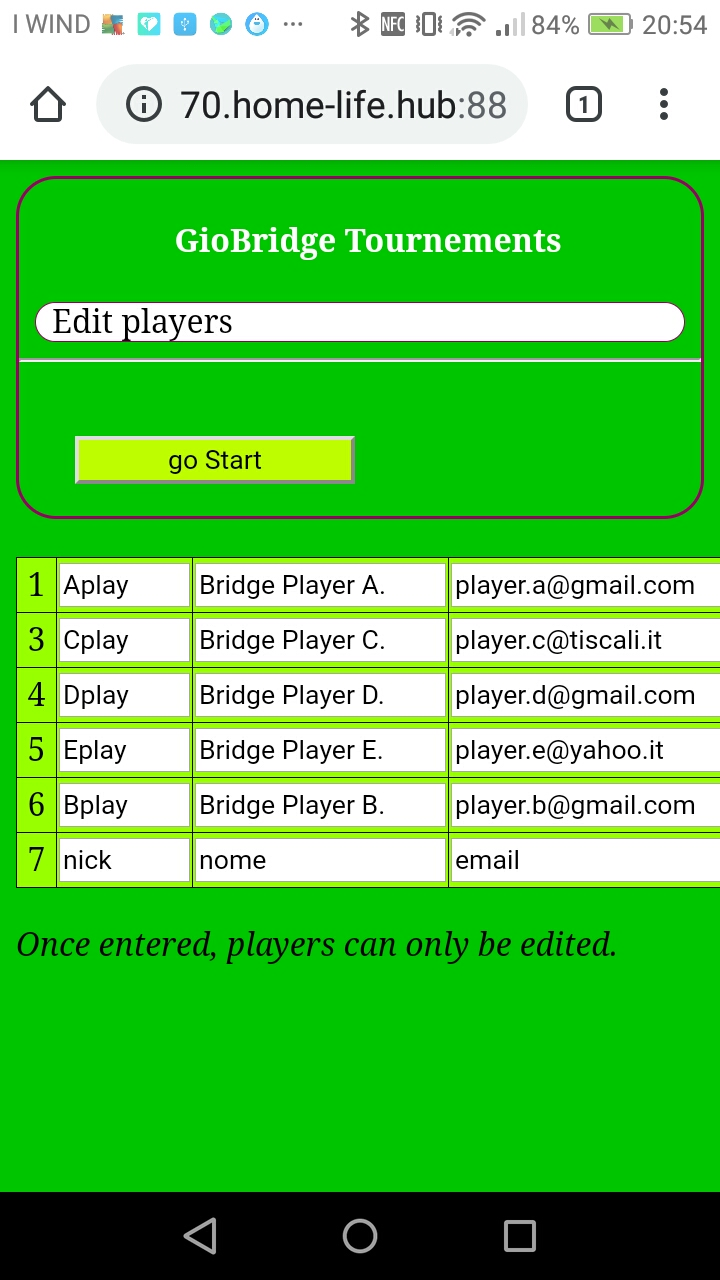 I WIND ... NFC 84% 20:54
70.home-life.hub:88 1
GioBridge Tournements
Edit players
go Start
1 Aplay Bridge Player A. player.a@gmail.com
3 Cplay Bridge Player C. player.c@tiscali.it
4 Dplay Bridge Player D. player.d@gmail.com
5 Eplay Bridge Player E. player.e@yahoo.it
6 Bplay Bridge Player B. player.b@gmail.com
7 nick nome email
Once entered, players can only be edited.